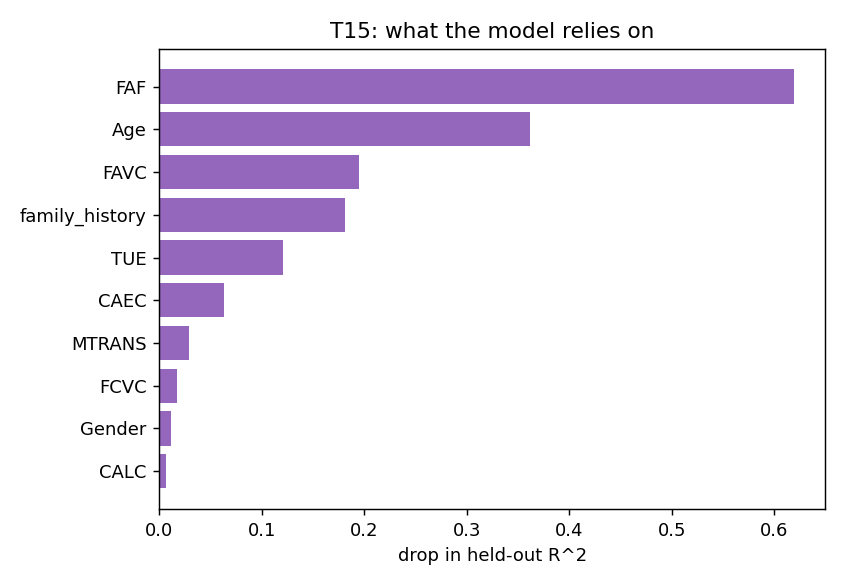 T15: what the model relies on
FAF
Age
FAVC
family_history
TUE
CAEC
MTRANS
FCVC
Gender
CALC
0.0 0.1 0.2 0.3 0.4 0.5 0.6
drop in held-out R^2